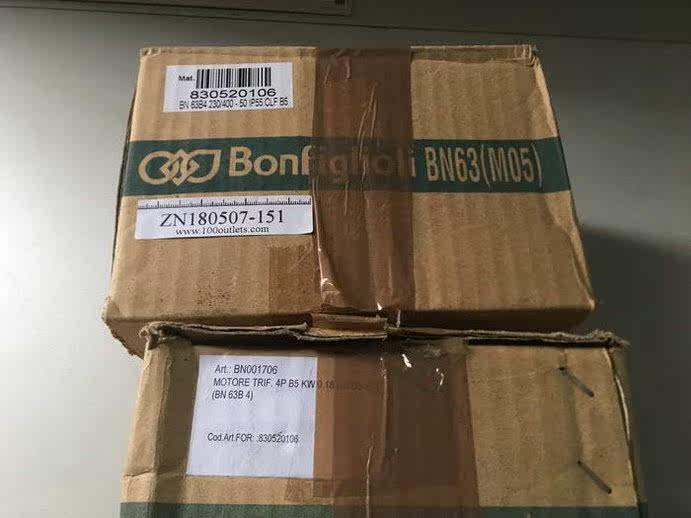 Mat.
830520106
BN 63B4 230/400 - 50 IP55 CLF B5
Bonfiglioli BN63(M05)
ZN180507-151
www.100outlets.com
Art.: BN001706
MOTORE TRIF. 4P B5 KW 0.18
(BN 63B 4)
Cod.Art.FOR: :830520106